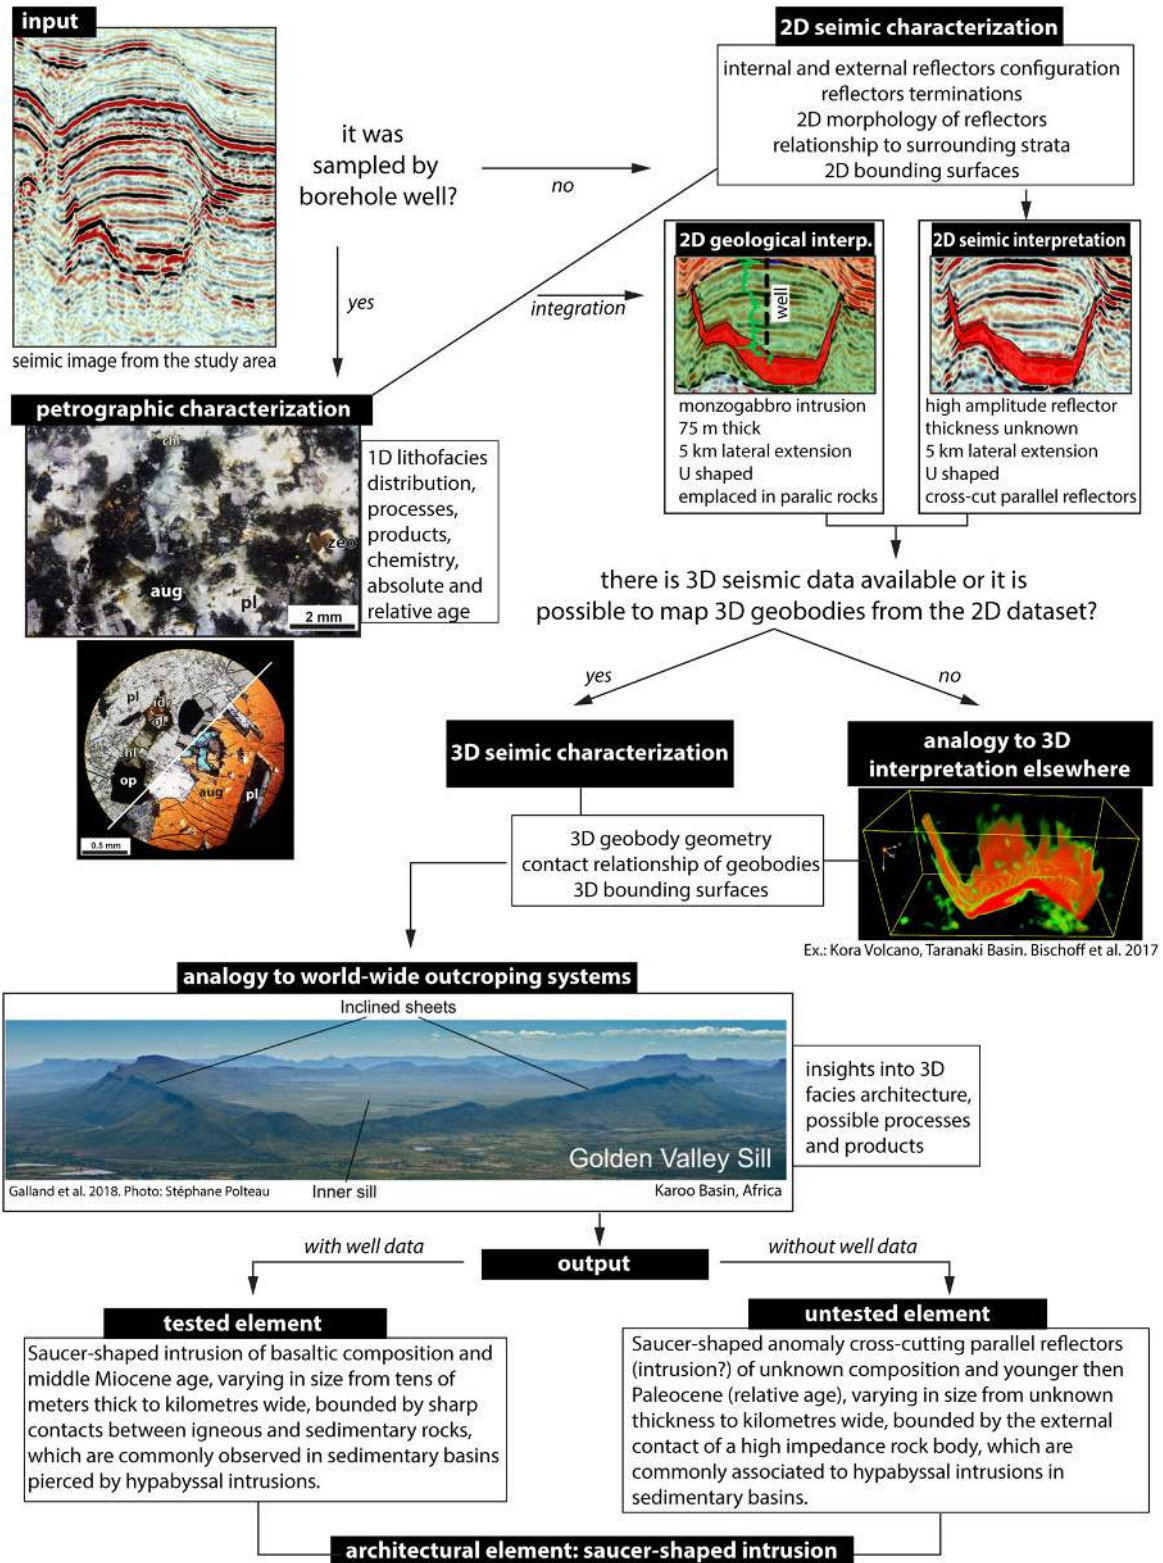 input
seimic image from the study area
it was
sampled by
borehole well?
no
yes
2D seimic characterization
internal and external reflectors configuration
reflectors terminations
2D morphology of reflectors
relationship to surrounding strata
2D bounding surfaces
integration
2D geological interp.
well
monzogabbro intrusion
75 m thick
5 km lateral extension
U shaped
emplaced in paralic rocks
2D seimic interpretation
high amplitude reflector
thickness unknown
5 km lateral extension
U shaped
cross-cut parallel reflectors
petrographic characterization
chl
zeo
aug
pl
2 mm
1D lithofacies
distribution,
processes,
products,
chemistry,
absolute and
relative age
pl
id
ol
chl
op
aug
pl
0.5 mm
there is 3D seismic data available or it is
possible to map 3D geobodies from the 2D dataset?
yes
no
3D seimic characterization
3D geobody geometry
contact relationship of geobodies
3D bounding surfaces
analogy to 3D
interpretation elsewhere
Ex.: Kora Volcano, Taranaki Basin. Bischoff et al. 2017
analogy to world-wide outcroping systems
Inclined sheets
Golden Valley Sill
Galland et al. 2018. Photo: Stéphane Polteau
Inner sill
Karoo Basin, Africa
insights into 3D
facies architecture,
possible processes
and products
with well data
output
without well data
tested element
Saucer-shaped intrusion of basaltic composition and
middle Miocene age, varying in size from tens of
meters thick to kilometres wide, bounded by sharp
contacts between igneous and sedimentary rocks,
which are commonly observed in sedimentary basins
pierced by hypabyssal intrusions.
untested element
Saucer-shaped anomaly cross-cutting parallel reflectors
(intrusion?) of unknown composition and younger then
Paleocene (relative age), varying in size from unknown
thickness to kilometres wide, bounded by the external
contact of a high impedance rock body, which are
commonly associated to hypabyssal intrusions in
sedimentary basins.
architectural element: saucer-shaped intrusion